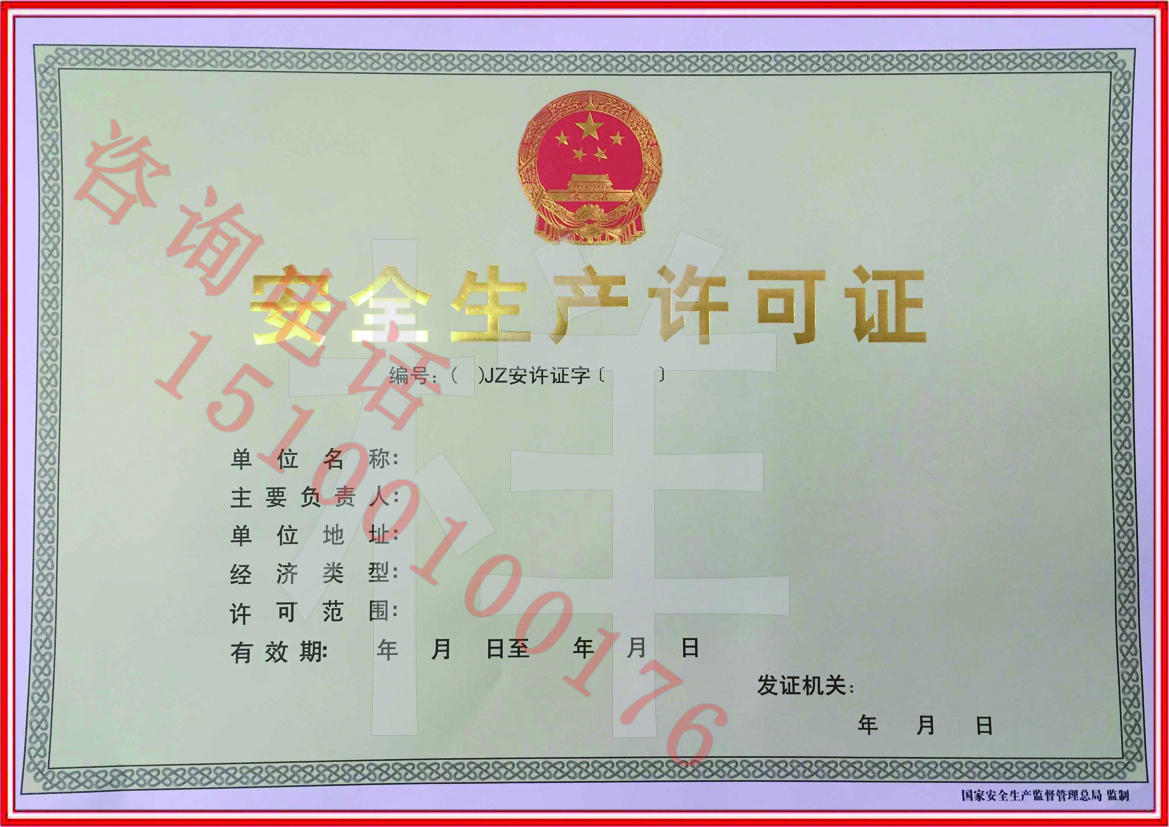 安全生产许可证
编号：（ ）JZ安许证字〔 〕
单位名称：
主要负责人：
单位地址：
经济类型：
许可范围：
有效期： 年 月 日至 年 月 日
发证机关：
年 月 日
国家安全生产监督管理总局 监制
咨询电话
15100100176
样